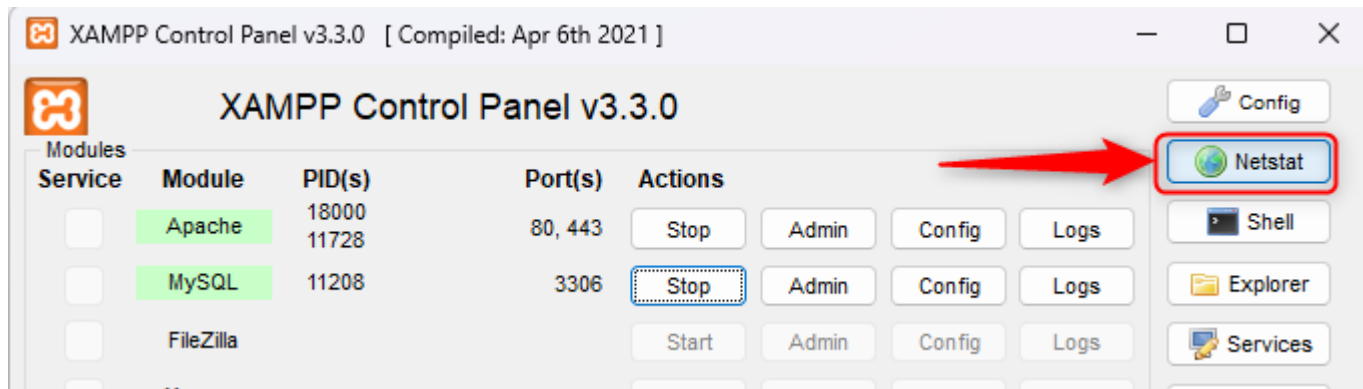 XAMPP Control Panel v3.3.0 [ Compiled: Apr 6th 2021 ]
XAMPP Control Panel v3.3.0
Config
Modules
Netstat
Service Module PID(s) Port(s) Actions
Apache 18000 11728 80, 443 Stop Admin Config Logs
Shell
MySQL 11208 3306 Stop Admin Config Logs
Explorer
FileZilla Start Admin Config Logs
Services